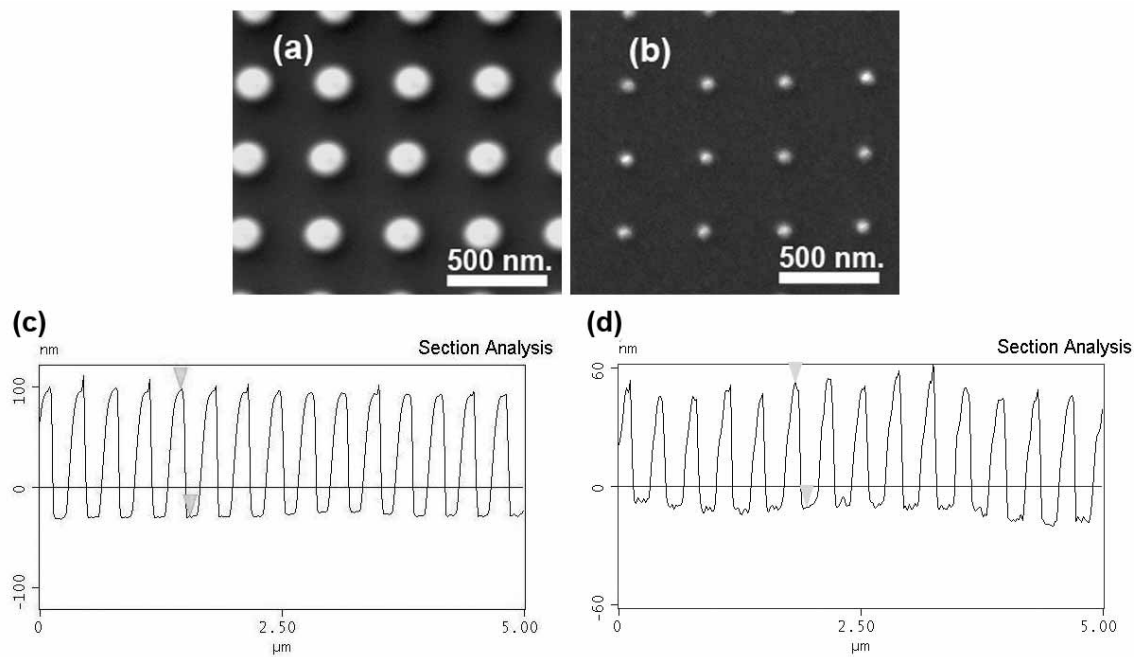 (a)
500 nm.
(b)
500 nm.
(c)
nm
Section Analysis
100
0
-100
0
2.50
5.00
µm
(d)
nm
Section Analysis
60
0
-60
0
2.50
5.00
µm